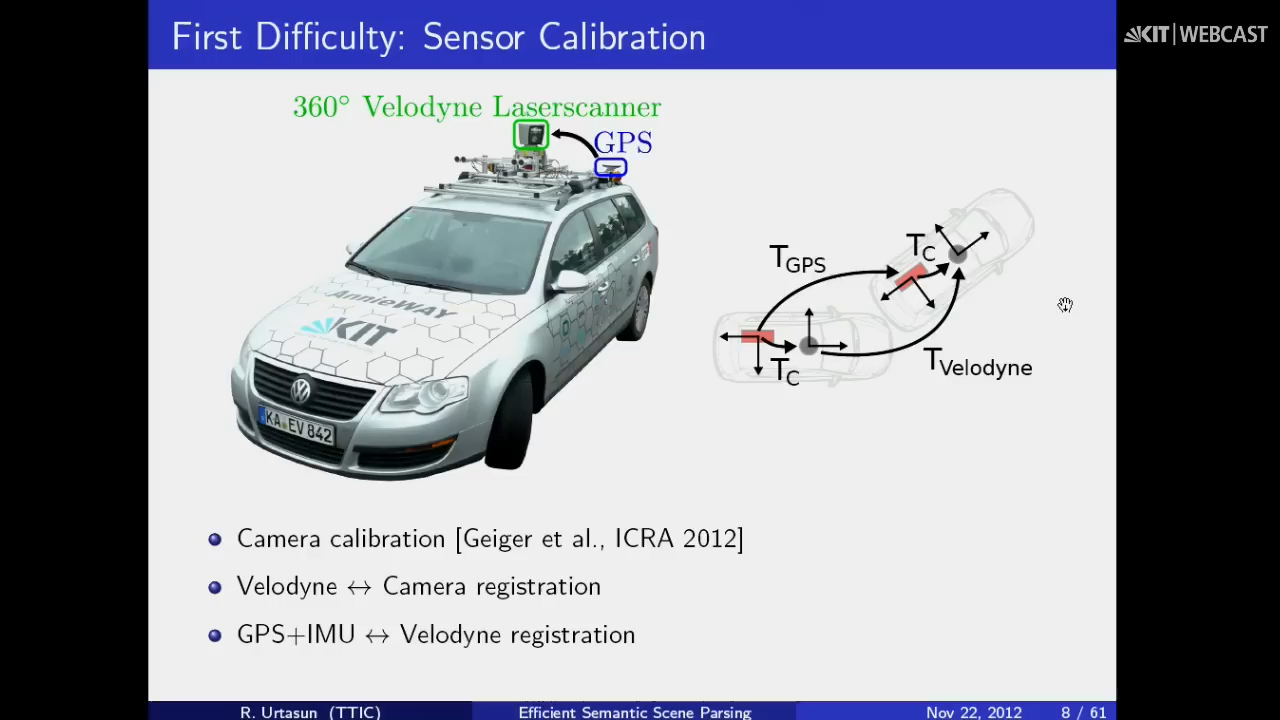 First Difficulty: Sensor Calibration
KIT | WEBCAST
360° Velodyne Laserscanner
GPS
T_GPS
T_C
T_C
T_Velodyne
AnnieWAY
KIT
KA EV 842
Camera calibration [Geiger et al., ICRA 2012]
Velodyne ↔ Camera registration
GPS+IMU ↔ Velodyne registration
R. Urtasun (TTIC) Efficient Semantic Scene Parsing Nov 22, 2012 8 / 61